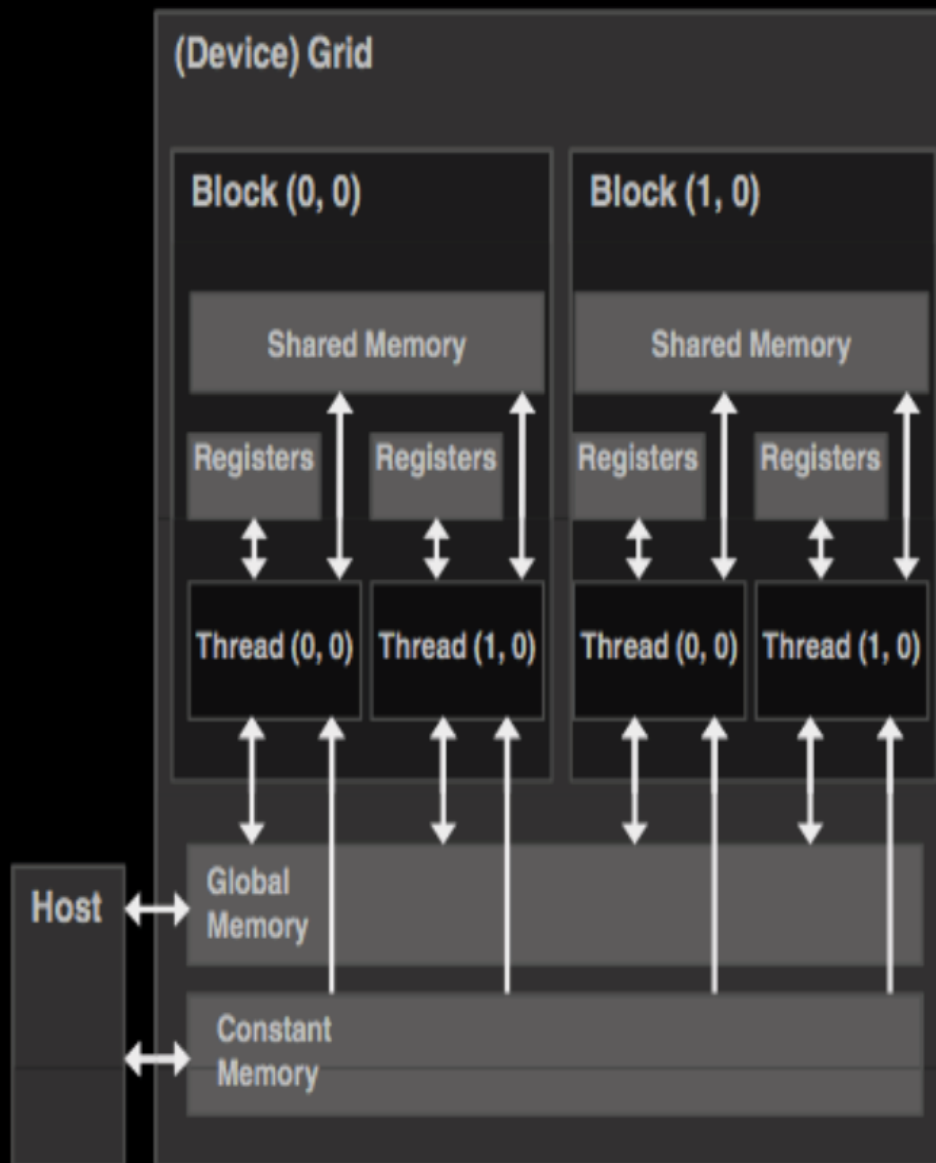 (Device) Grid
Block (0, 0)
Block (1, 0)
Shared Memory
Shared Memory
Registers
Registers
Registers
Registers
Thread (0, 0)
Thread (1, 0)
Thread (0, 0)
Thread (1, 0)
Host
Global
Memory
Constant
Memory